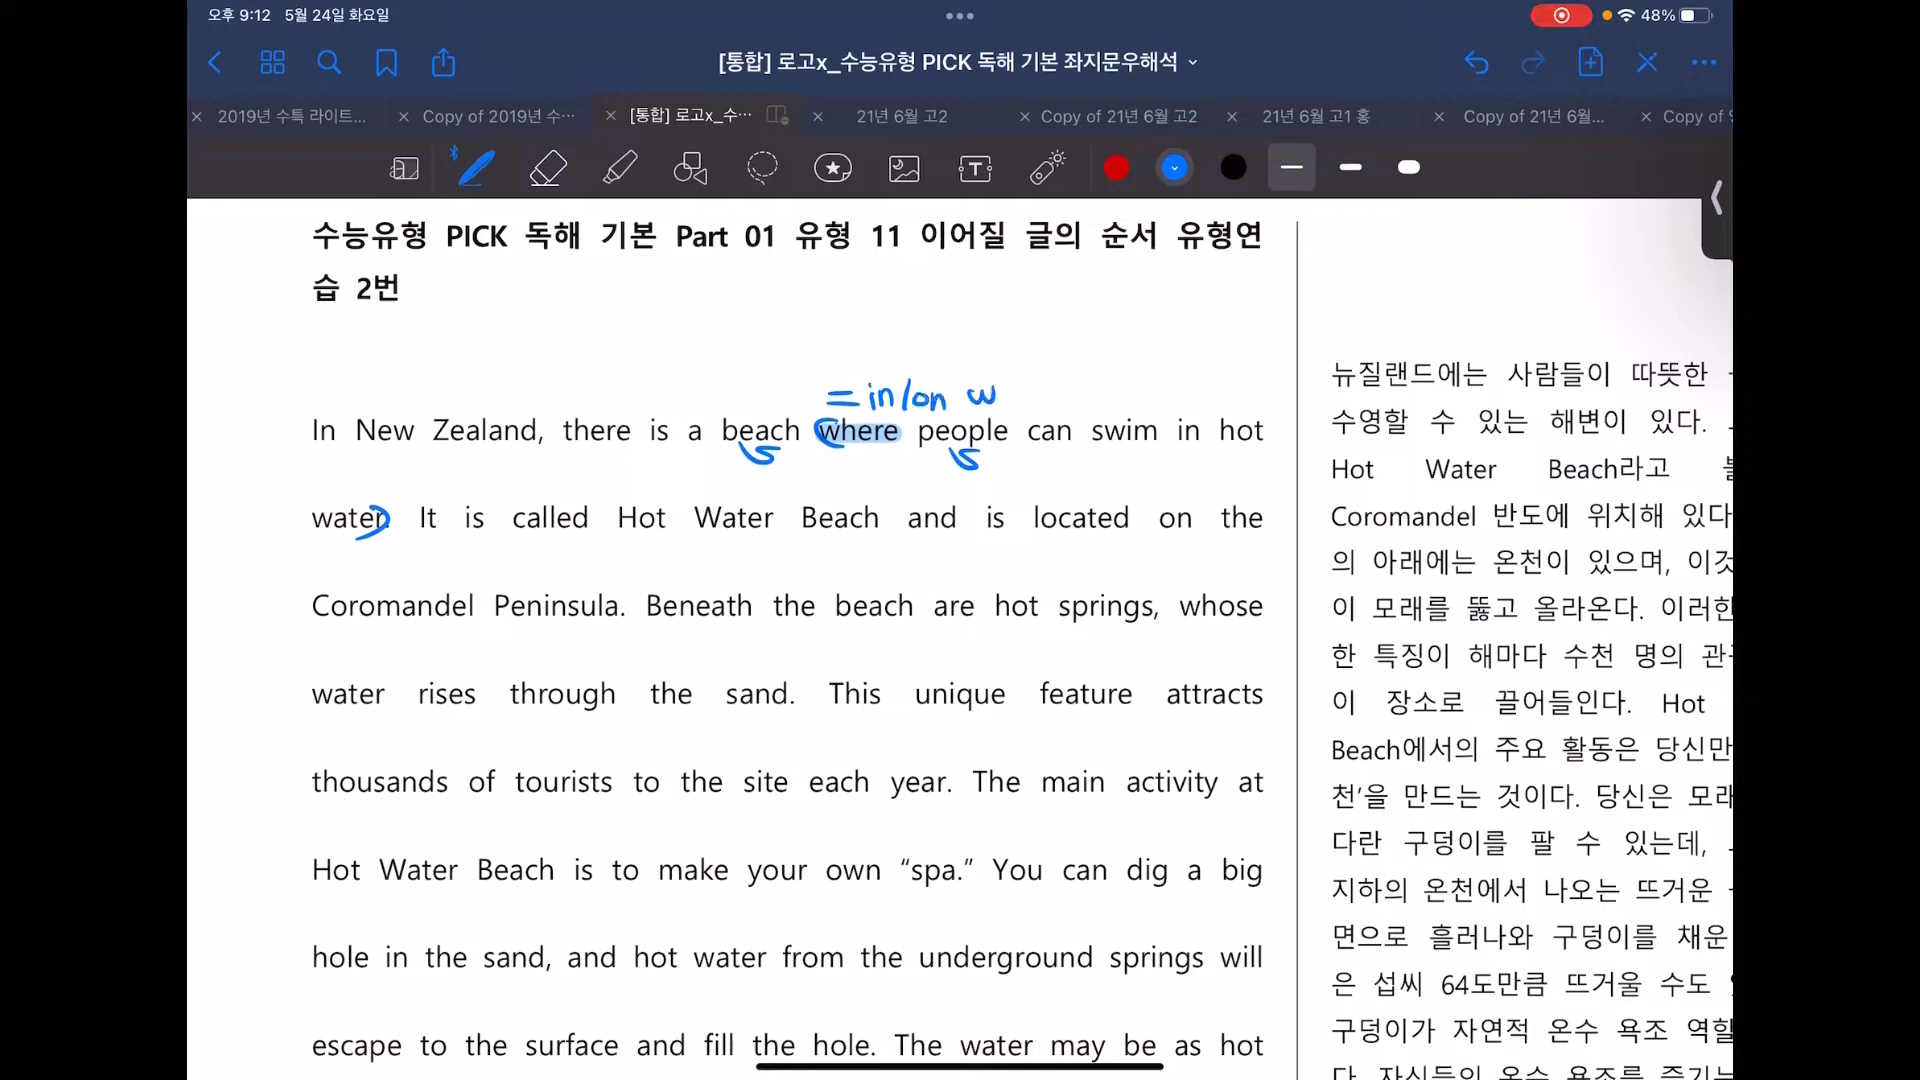 오후 9:12 5월 24일 화요일
48%
[통합] 로고x_수능유형 PICK 독해 기본 좌지문우해석
2019년 수특 라이트...
Copy of 2019년 수...
[통합] 로고x_수...
21년 6월 고2
Copy of 21년 6월 고2
21년 6월 고1 홍
Copy of 21년 6월...
Copy of
수능유형 PICK 독해 기본 Part 01 유형 11 이어질 글의 순서 유형연
습 2번
= in/on w
In New Zealand, there is a beach where people can swim in hot
S S
water. It is called Hot Water Beach and is located on the
Coromandel Peninsula. Beneath the beach are hot springs, whose
water rises through the sand. This unique feature attracts
thousands of tourists to the site each year. The main activity at
Hot Water Beach is to make your own “spa.” You can dig a big
hole in the sand, and hot water from the underground springs will
escape to the surface and fill the hole. The water may be as hot
뉴질랜드에는 사람들이 따뜻한
수영할 수 있는 해변이 있다.
Hot Water Beach라고
Coromandel 반도에 위치해 있다
의 아래에는 온천이 있으며, 이것
이 모래를 뚫고 올라온다. 이러한
한 특징이 해마다 수천 명의 관
이 장소로 끌어들인다. Hot
Beach에서의 주요 활동은 당신만
천’을 만드는 것이다. 당신은 모래
다란 구덩이를 팔 수 있는데,
지하의 온천에서 나오는 뜨거운
면으로 흘러나와 구덩이를 채운
은 섭씨 64도만큼 뜨거울 수도
구덩이가 자연적 온수 욕조 역할
다. 자신들의 온수 욕조를 즐기는